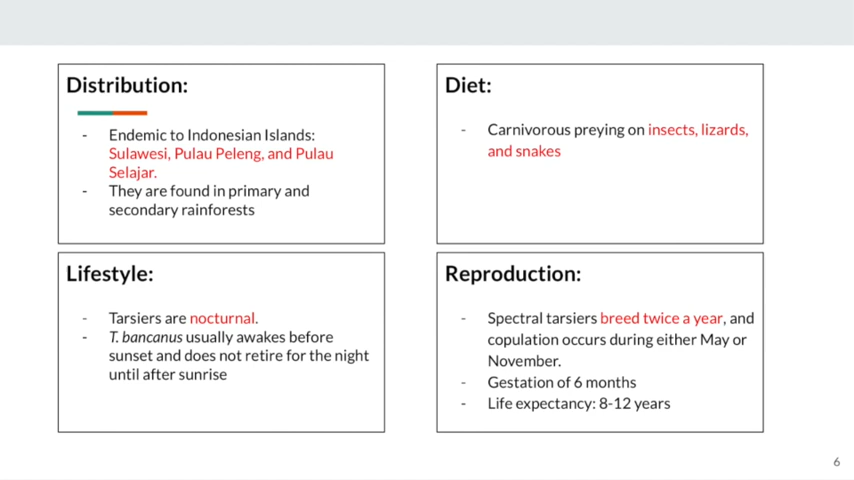 Distribution:
- Endemic to Indonesian Islands:
Sulawesi, Pulau Peleng, and Pulau
Selajar.
- They are found in primary and
secondary rainforests
Diet:
- Carnivorous preying on insects, lizards,
and snakes
Lifestyle:
- Tarsiers are nocturnal.
- T. bancanus usually awakes before
sunset and does not retire for the night
until after sunrise
Reproduction:
- Spectral tarsiers breed twice a year, and
copulation occurs during either May or
November.
- Gestation of 6 months
- Life expectancy: 8-12 years
6